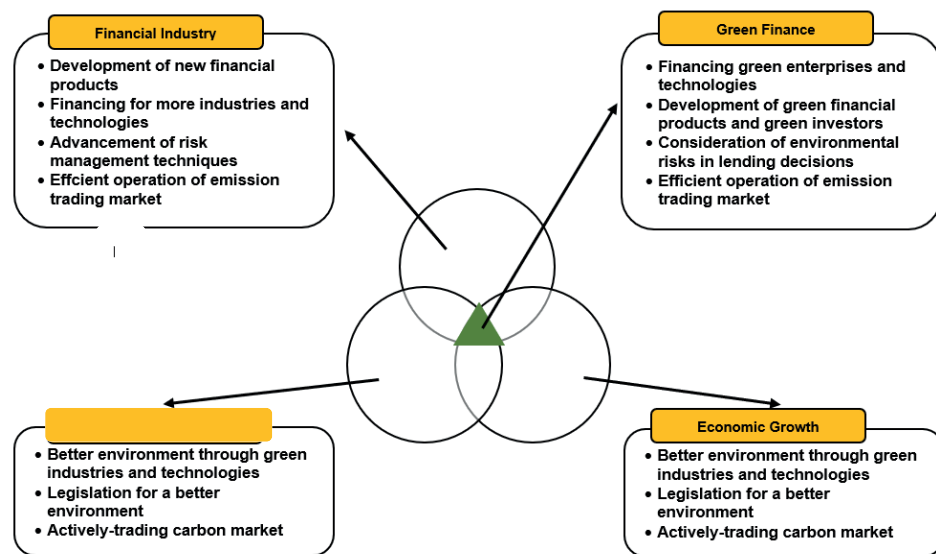 Financial Industry
• Development of new financial
products
• Financing for more industries and
technologies
• Advancement of risk
management techniques
• Effcient operation of emission
trading market
Green Finance
• Financing green enterprises and
technologies
• Development of green financial
products and green investors
• Consideration of environmental
risks in lending decisions
• Efficient operation of emission
trading market
• Better environment through green
industries and technologies
• Legislation for a better
environment
• Actively-trading carbon market
Economic Growth
• Better environment through green
industries and technologies
• Legislation for a better
environment
• Actively-trading carbon market